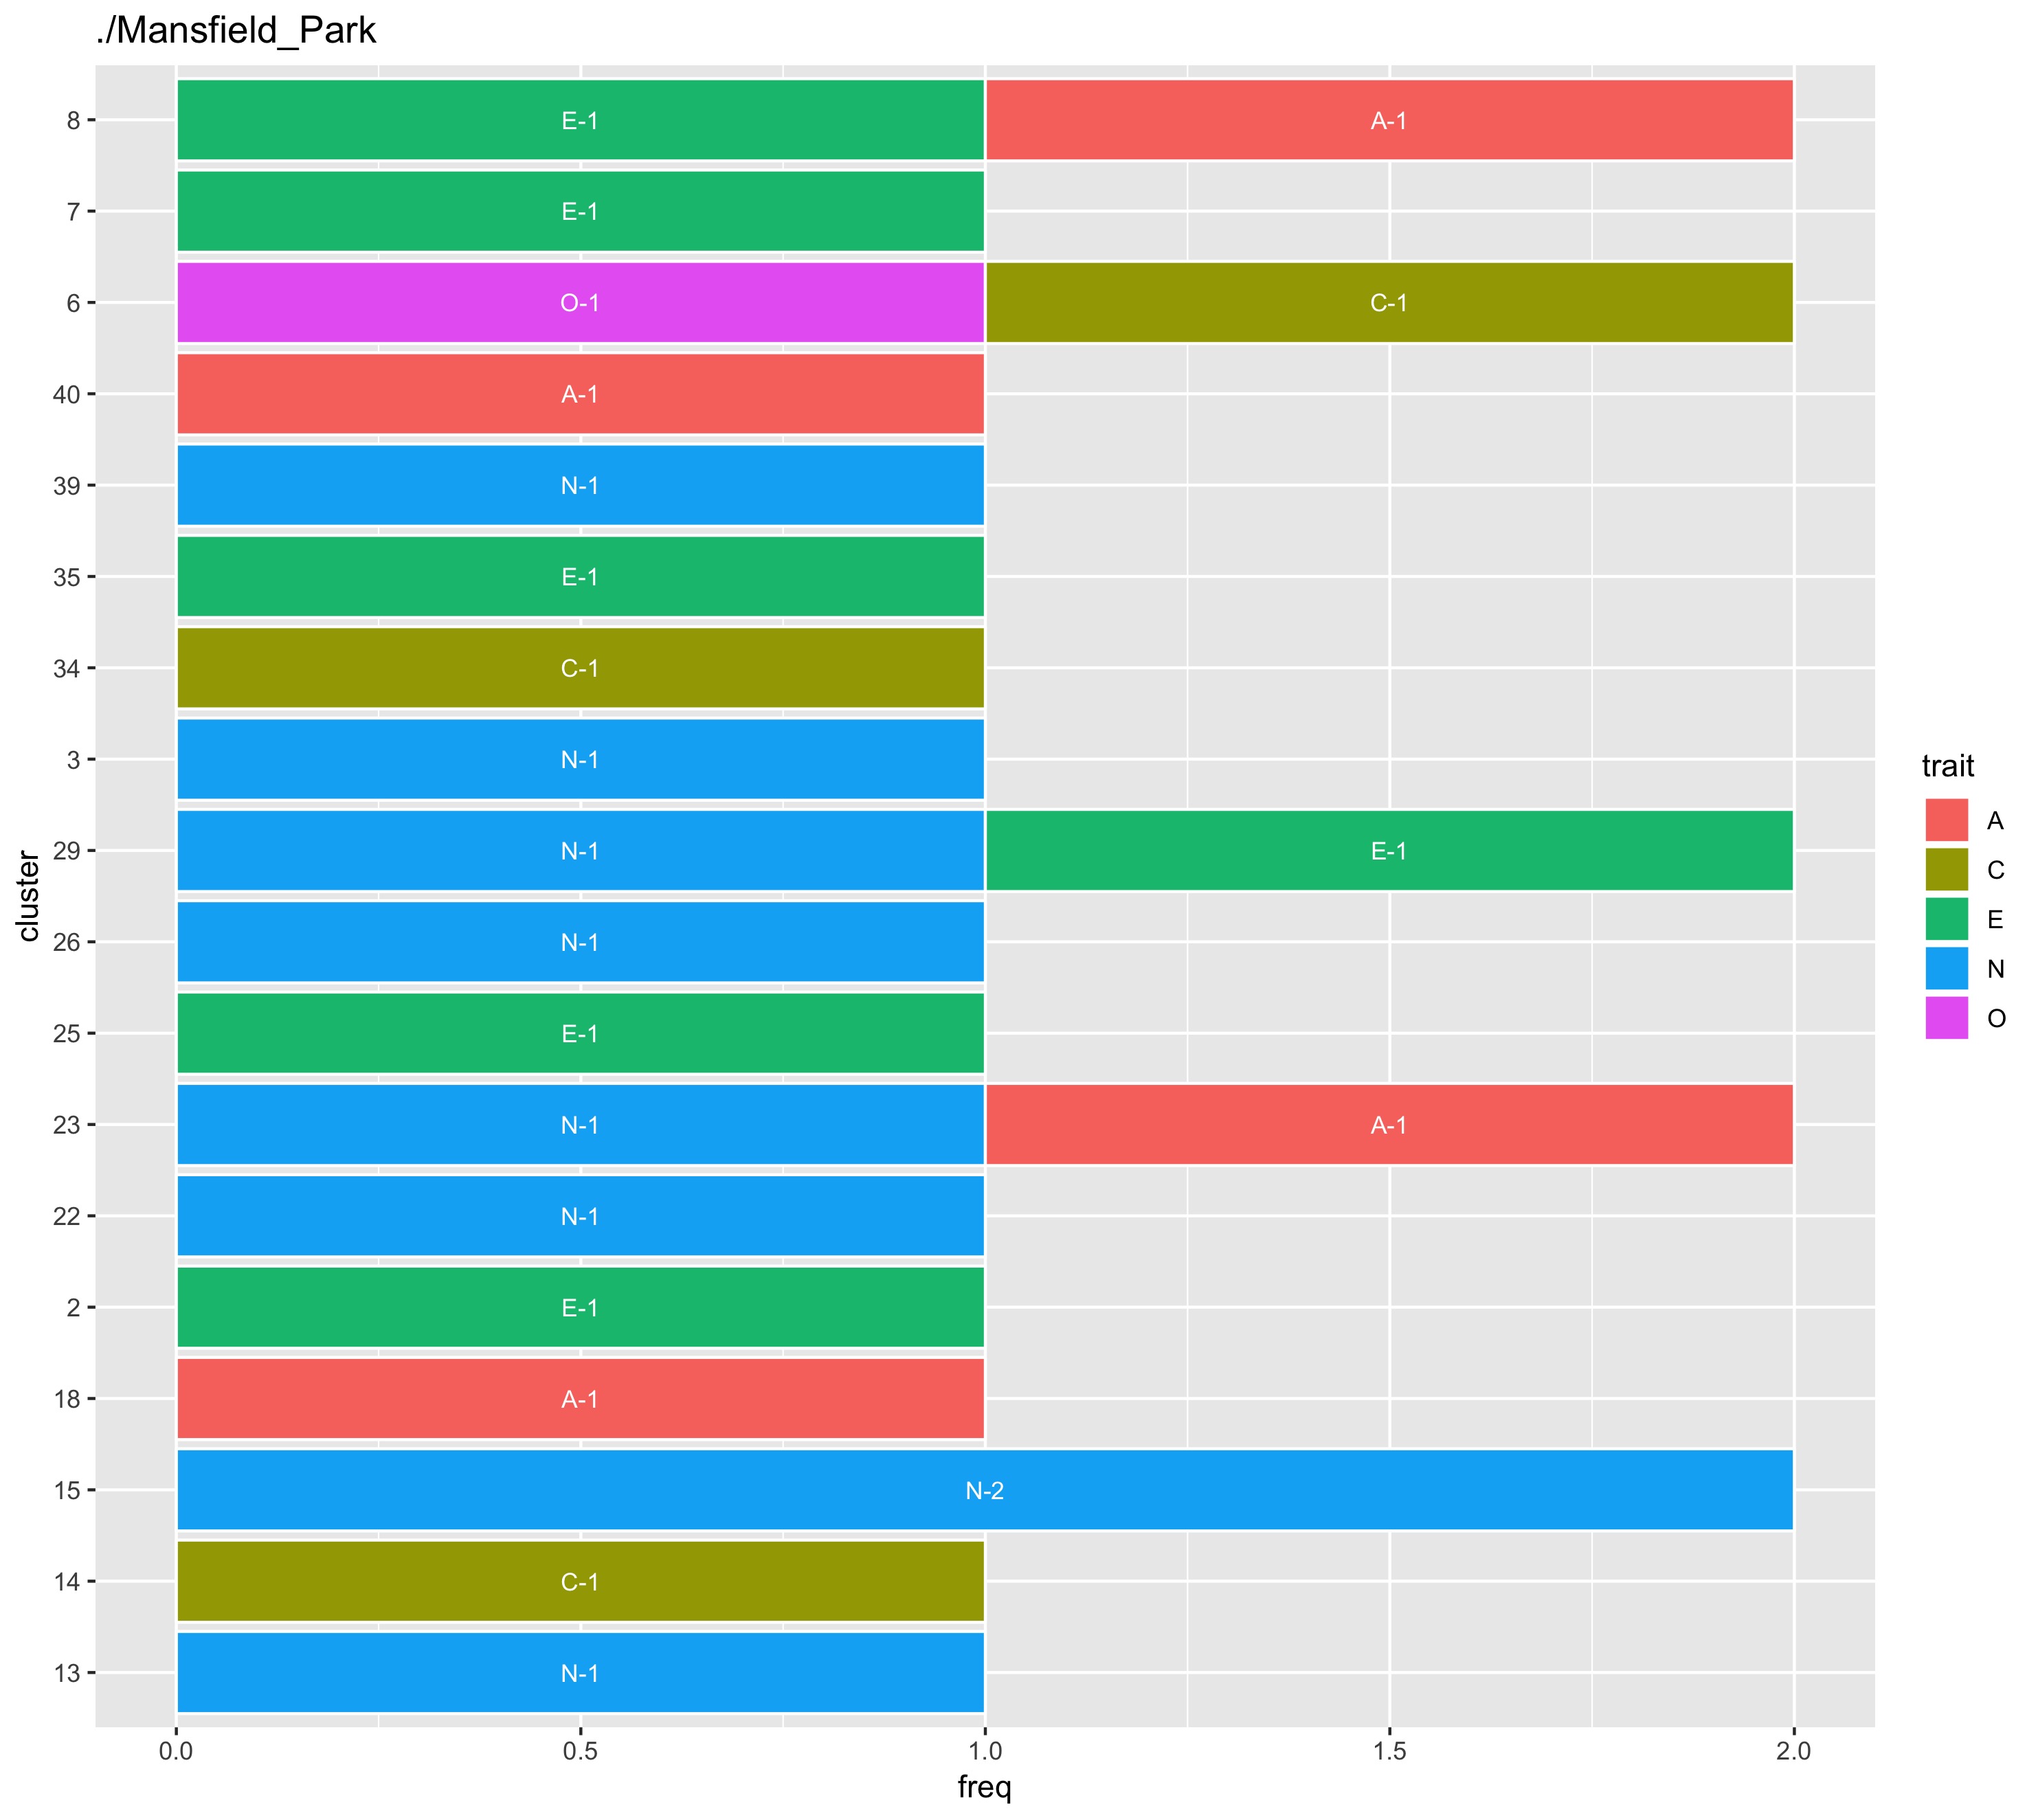 ./Mansfield_Park
8 E-1 A-1
7 E-1
6 O-1 C-1
40 A-1
39 N-1
35 E-1
34 C-1
3 N-1
29 N-1 E-1
26 N-1
25 E-1
23 N-1 A-1
22 N-1
2 E-1
18 A-1
15 N-2
14 C-1
13 N-1
0.0 0.5 1.0 1.5 2.0
freq
cluster
trait
A
C
E
N
O